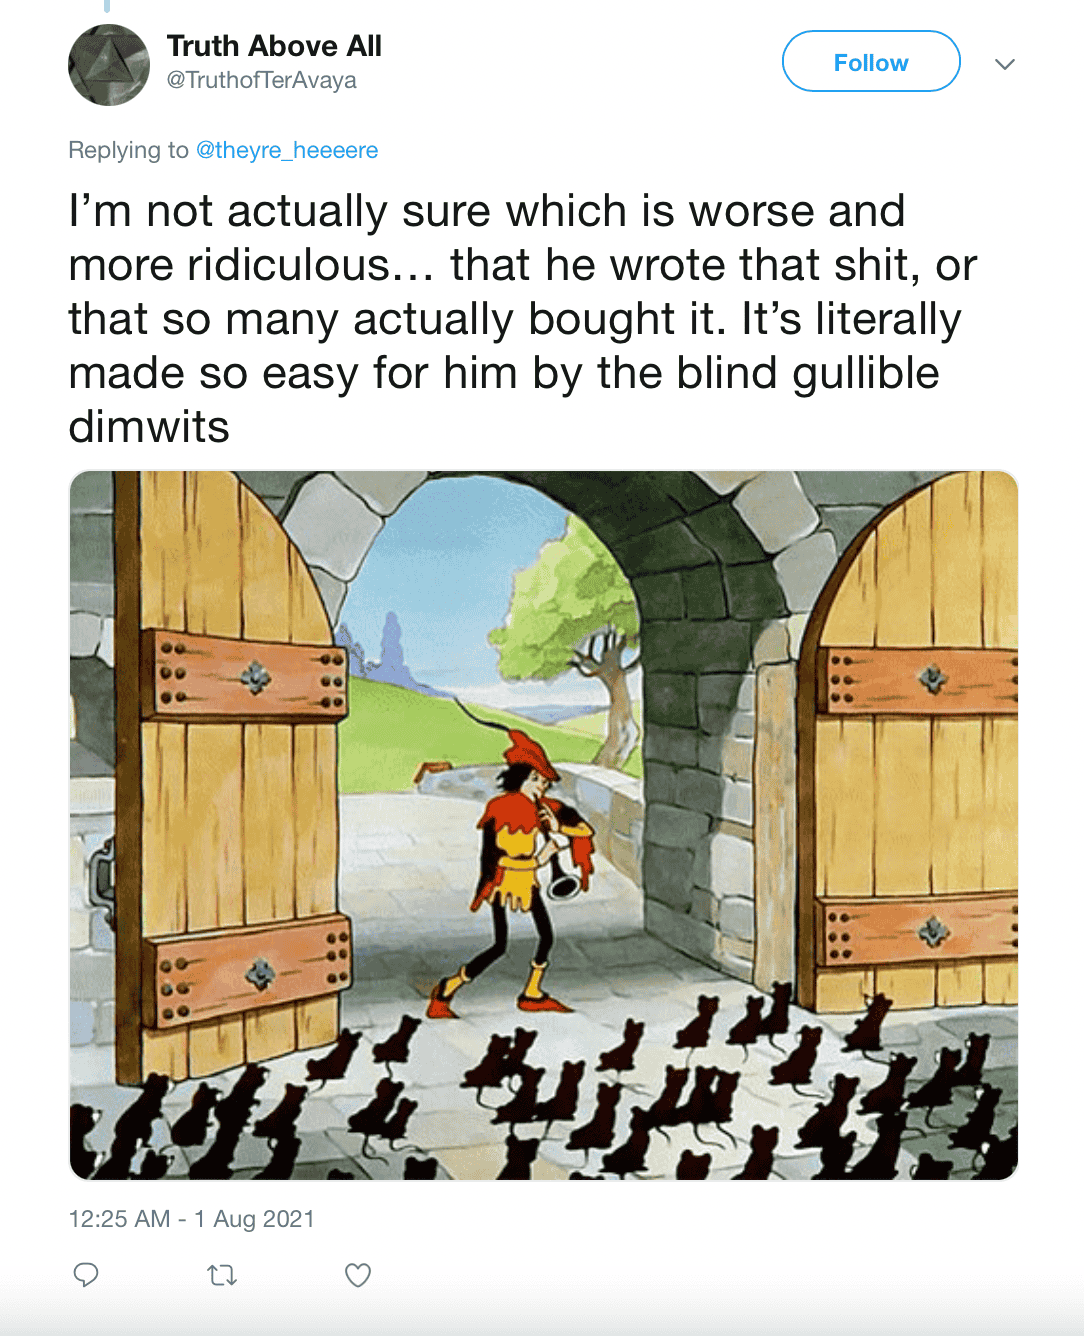 Truth Above All
@TruthofTerAvaya
Follow
Replying to @theyre_heeeere
I’m not actually sure which is worse and
more ridiculous… that he wrote that shit, or
that so many actually bought it. It’s literally
made so easy for him by the blind gullible
dimwits
12:25 AM - 1 Aug 2021